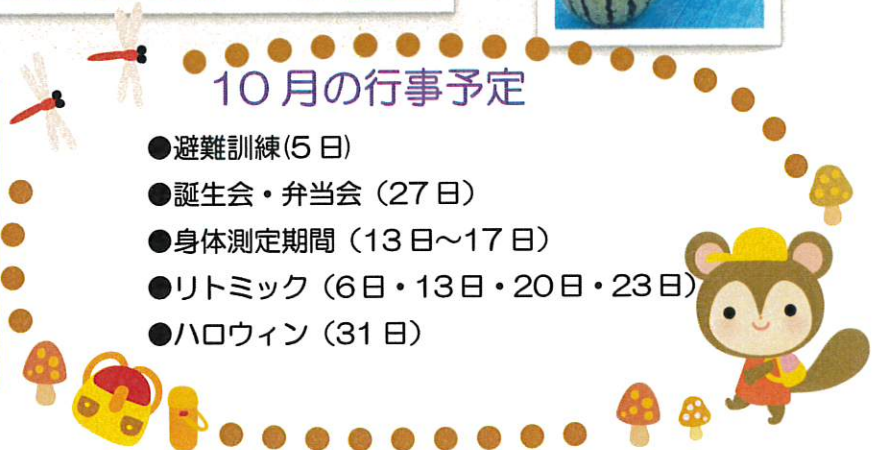 10月の行事予定
●避難訓練(5日)
●誕生会・弁当会(27日)
●身体測定期間(13日～17日)
●リトミック(6日・13日・20日・23日)
●ハロウィン(31日)